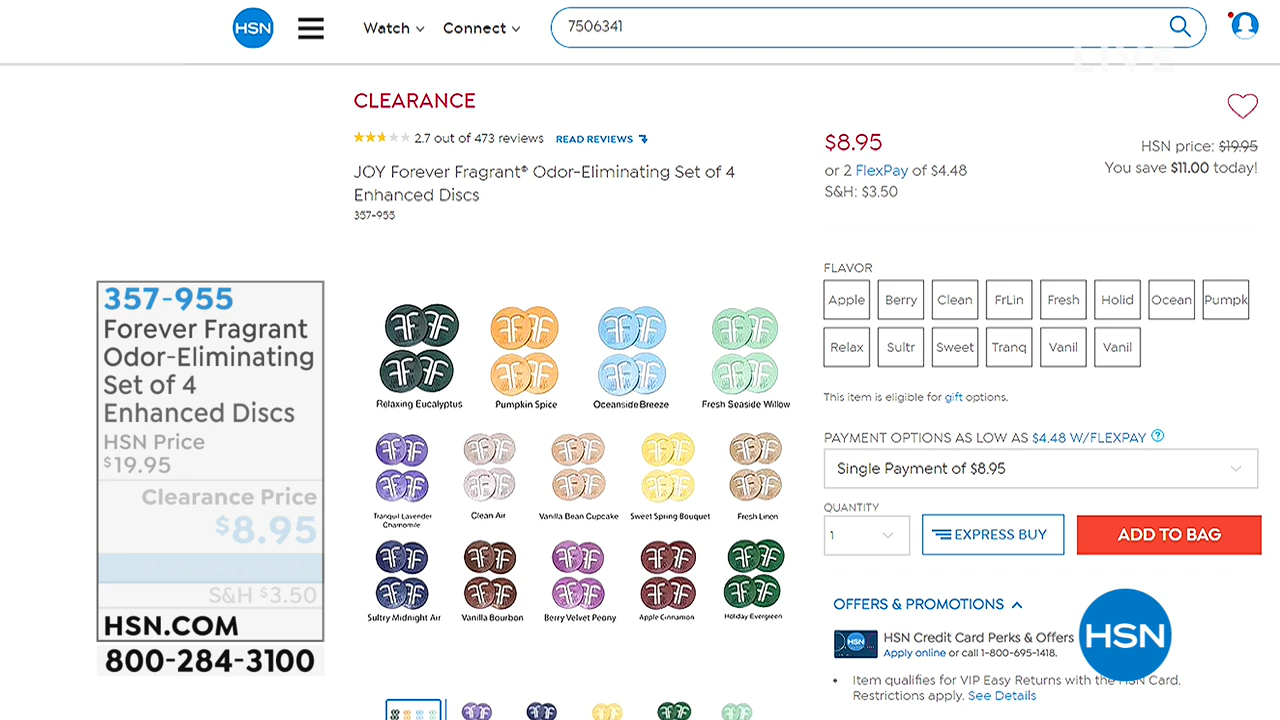 HSN
Watch
Connect
7506341
LIVE
CLEARANCE
2.7 out of 473 reviews READ REVIEWS
JOY Forever Fragrant® Odor-Eliminating Set of 4
Enhanced Discs
357-955
$8.95
or 2 FlexPay of $4.48
S&H: $3.50
HSN price: $19.95
You save $11.00 today!
FLAVOR
Apple Berry Clean FrLin Fresh Holid Ocean Pumpk
Relax Sultr Sweet Tranq Vanil Vanil
This item is eligible for gift options.
PAYMENT OPTIONS AS LOW AS $4.48 W/FLEXPAY ?
Single Payment of $8.95
QUANTITY
1
EXPRESS BUY
ADD TO BAG
OFFERS & PROMOTIONS
HSN
HSN Credit Card Perks & Offers
Apply online or call 1-800-695-1418.
• Item qualifies for VIP Easy Returns with the HSN Card.
Restrictions apply. See Details
HSN
357-955
Forever Fragrant
Odor-Eliminating
Set of 4
Enhanced Discs
HSN Price
$19.95
Clearance Price
$8.95
S&H $3.50
HSN.COM
800-284-3100
Relaxing Eucalyptus
Pumpkin Spice
Oceanside Breeze
Fresh Seaside Willow
Tranquil Lavender
Chamomile
Clean Air
Vanilla Bean Cupcake
Sweet Spring Bouquet
Fresh Linen
Sultry Midnight Air
Vanilla Bourbon
Berry Velvet Peony
Apple Cinnamon
Holiday Evergreen